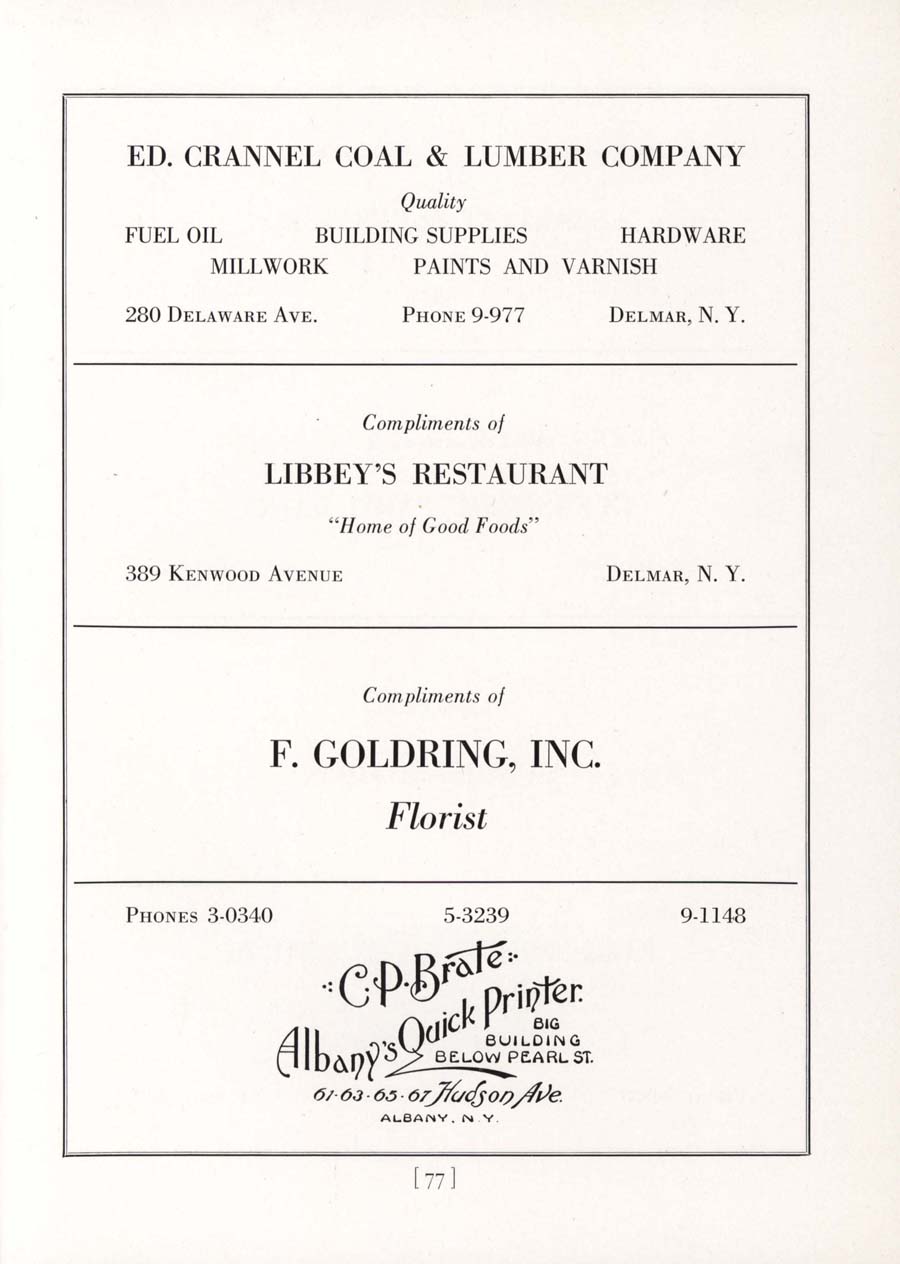 ED. CRANNEL COAL & LUMBER COMPANY
Quality
FUEL OIL BUILDING SUPPLIES HARDWARE
MILLWORK PAINTS AND VARNISH
280 DELAWARE AVE. PHONE 9-977 DELMAR, N. Y.
Compliments of
LIBBEY'S RESTAURANT
"Home of Good Foods"
389 KENWOOD AVENUE DELMAR, N. Y.
Compliments of
F. GOLDRING, INC.
Florist
PHONES 3-0340 5-3239 9-1148
C.P. Brate
Albany's Quick Printer.
BIG
BUILDING
BELOW PEARL ST.
61-63-65-67 Hudson Ave.
ALBANY, N.Y.
[77]